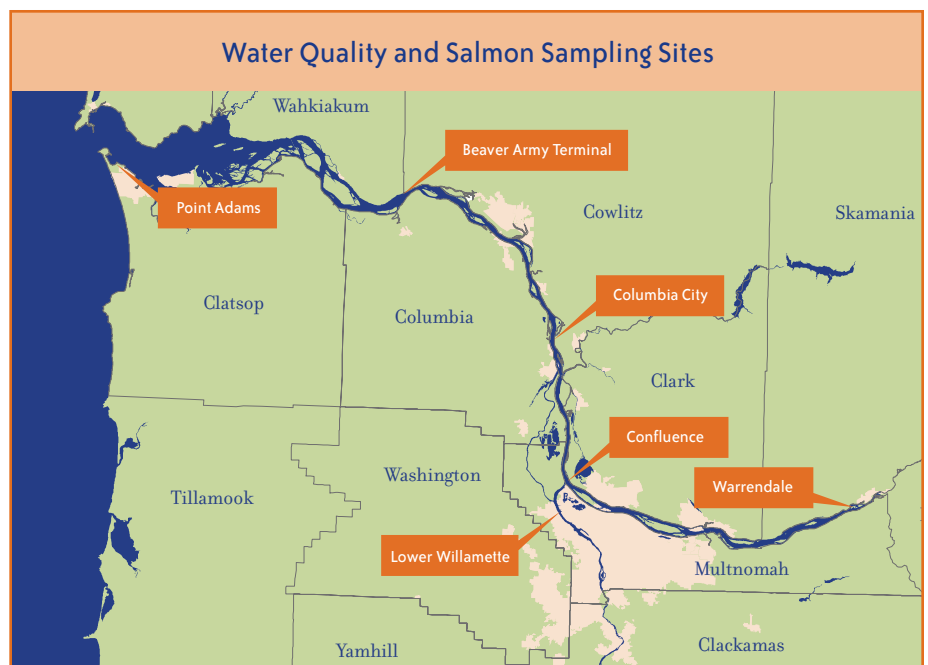 Water Quality and Salmon Sampling Sites
Wahkiakum
Beaver Army Terminal
Point Adams
Cowlitz
Skamania
Clatsop
Columbia City
Columbia
Clark
Confluence
Washington
Warrendale
Tillamook
Lower Willamette
Multnomah
Yamhill
Clackamas